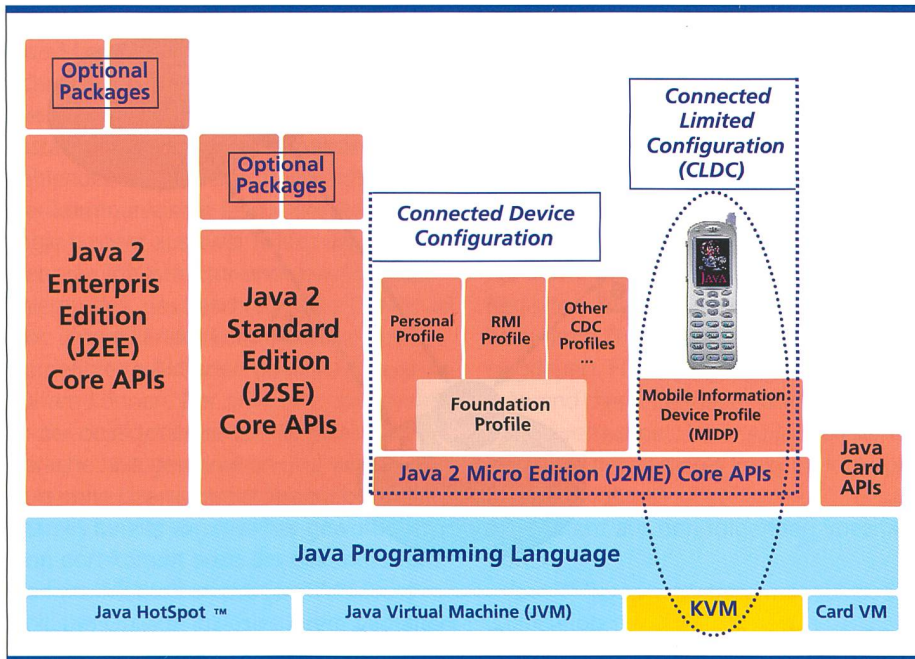 Optional
Packages
Java 2
Enterpris
Edition
(J2EE)
Core APIs
Optional
Packages
Java 2
Standard
Edition
(J2SE)
Core APIs
Connected Device
Configuration
Personal
Profile
RMI
Profile
Other
CDC
Profiles
...
Foundation
Profile
Connected
Limited
Configuration
(CLDC)
JAVA
Mobile Information
Device Profile
(MIDP)
Java 2 Micro Edition (J2ME) Core APIs
Java
Card
APIs
Java Programming Language
Java HotSpot ™
Java Virtual Machine (JVM)
KVM
Card VM